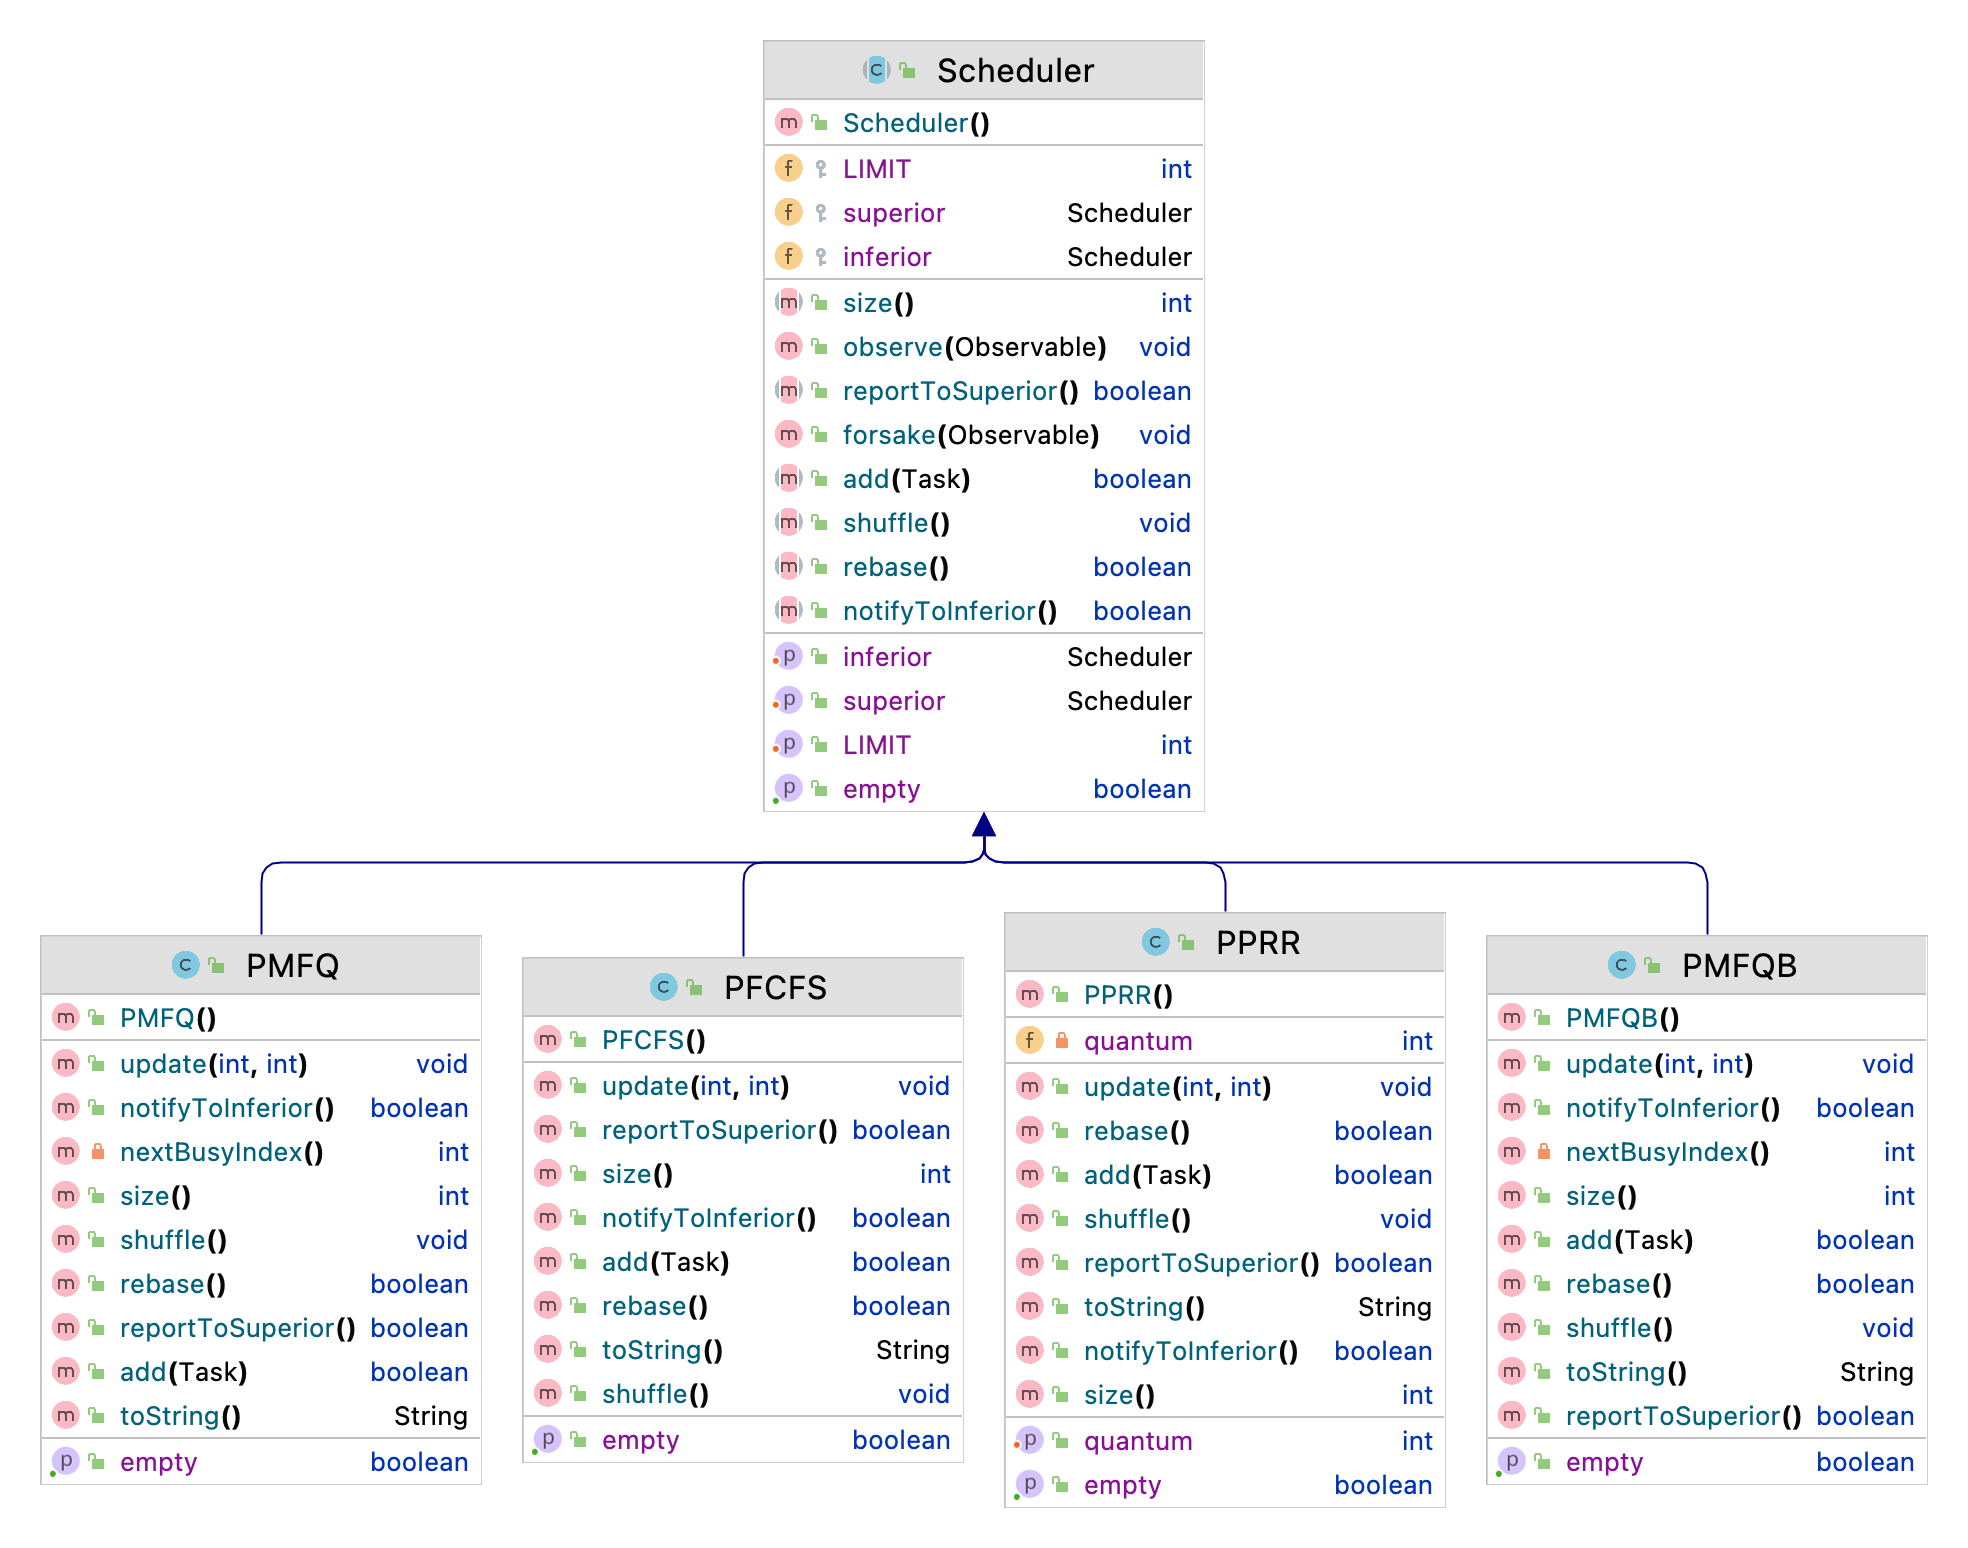 Scheduler
Scheduler()
LIMIT int
superior Scheduler
inferior Scheduler
size() int
observe(Observable) void
reportToSuperior() boolean
forsake(Observable) void
add(Task) boolean
shuffle() void
rebase() boolean
notifyToInferior() boolean
inferior Scheduler
superior Scheduler
LIMIT int
empty boolean
PMFQ
PMFQ()
update(int, int) void
notifyToInferior() boolean
nextBusyIndex() int
size() int
shuffle() void
rebase() boolean
reportToSuperior() boolean
add(Task) boolean
toString() String
empty boolean
PFCFS
PFCFS()
update(int, int) void
reportToSuperior() boolean
size() int
notifyToInferior() boolean
add(Task) boolean
rebase() boolean
toString() String
shuffle() void
empty boolean
PPRR
PPRR()
quantum int
update(int, int) void
rebase() boolean
add(Task) boolean
shuffle() void
reportToSuperior() boolean
toString() String
notifyToInferior() boolean
size() int
quantum int
empty boolean
PMFQB
PMFQB()
update(int, int) void
notifyToInferior() boolean
nextBusyIndex() int
size() int
add(Task) boolean
rebase() boolean
shuffle() void
toString() String
reportToSuperior() boolean
empty boolean